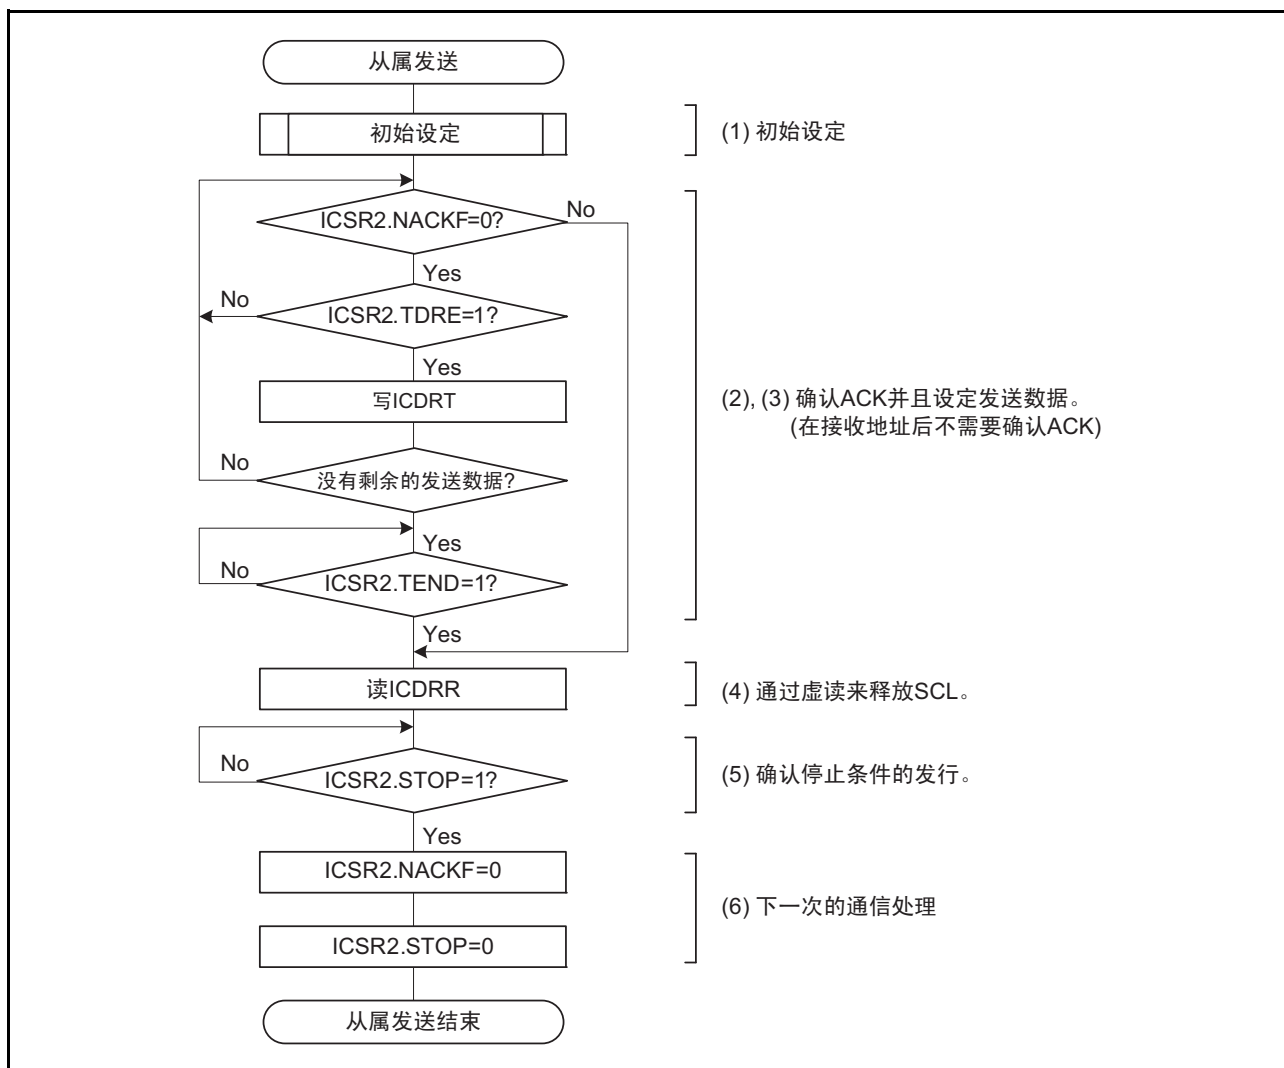 从属发送
初始设定
(1) 初始设定
ICSR2.NACKF=0?
No
Yes
No
ICSR2.TDRE=1?
Yes
写ICDRT
(2), (3) 确认ACK并且设定发送数据。
(在接收地址后不需要确认ACK)
No
没有剩余的发送数据?
Yes
No
ICSR2.TEND=1?
Yes
读ICDRR
(4) 通过虚读来释放SCL。
No
ICSR2.STOP=1?
(5) 确认停止条件的发行。
Yes
ICSR2.NACKF=0
(6) 下一次的通信处理
ICSR2.STOP=0
从属发送结束